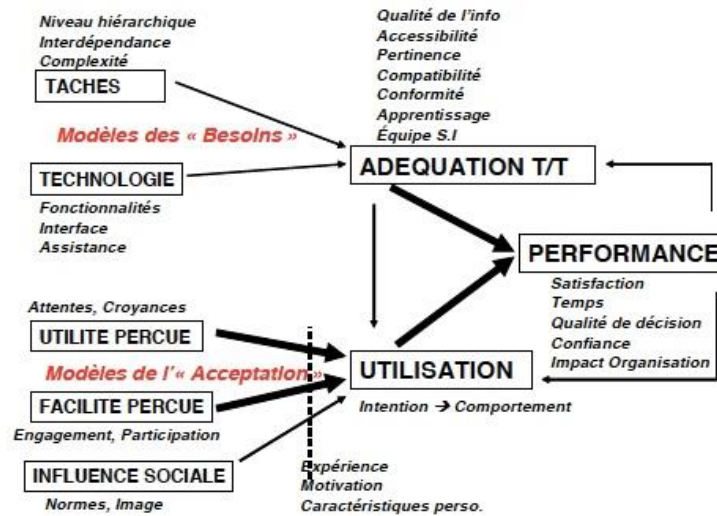 Niveau hiérarchique
Interdépendance
Complexité
TACHES
Modèles des « Besoins »
TECHNOLOGIE
Fonctionnalités
Interface
Assistance
Qualité de l'info
Accessibilité
Pertinence
Compatibilité
Conformité
Apprentissage
Équipe S.I
ADEQUATION T/T
PERFORMANCE
Satisfaction
Temps
Qualité de décision
Confiance
Impact Organisation
Attentes, Croyances
UTILITE PERCUE
Modèles de l'« Acceptation »
FACILITE PERCUE
Engagement, Participation
INFLUENCE SOCIALE
Normes, Image
UTILISATION
Intention → Comportement
Expérience
Motivation
Caractéristiques perso.